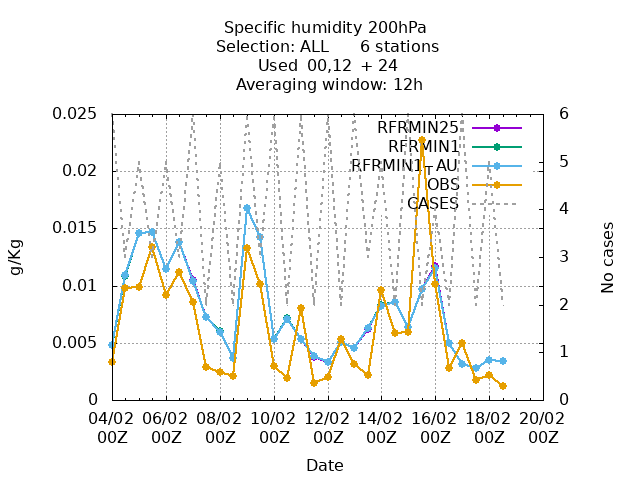 Specific humidity 200hPa
Selection: ALL 6 stations
Used 00,12 + 24
Averaging window: 12h
0.025
0.02
0.015
0.01
0.005
0
6
5
4
3
2
1
0
RFRMIN25
RFRMIN1
RFRMIN1-AU
OBS
CASES
g/Kg
No cases
04/02 06/02 08/02 10/02 12/02 14/02 16/02 18/02 20/02
00Z 00Z 00Z 00Z 00Z 00Z 00Z 00Z 00Z
Date